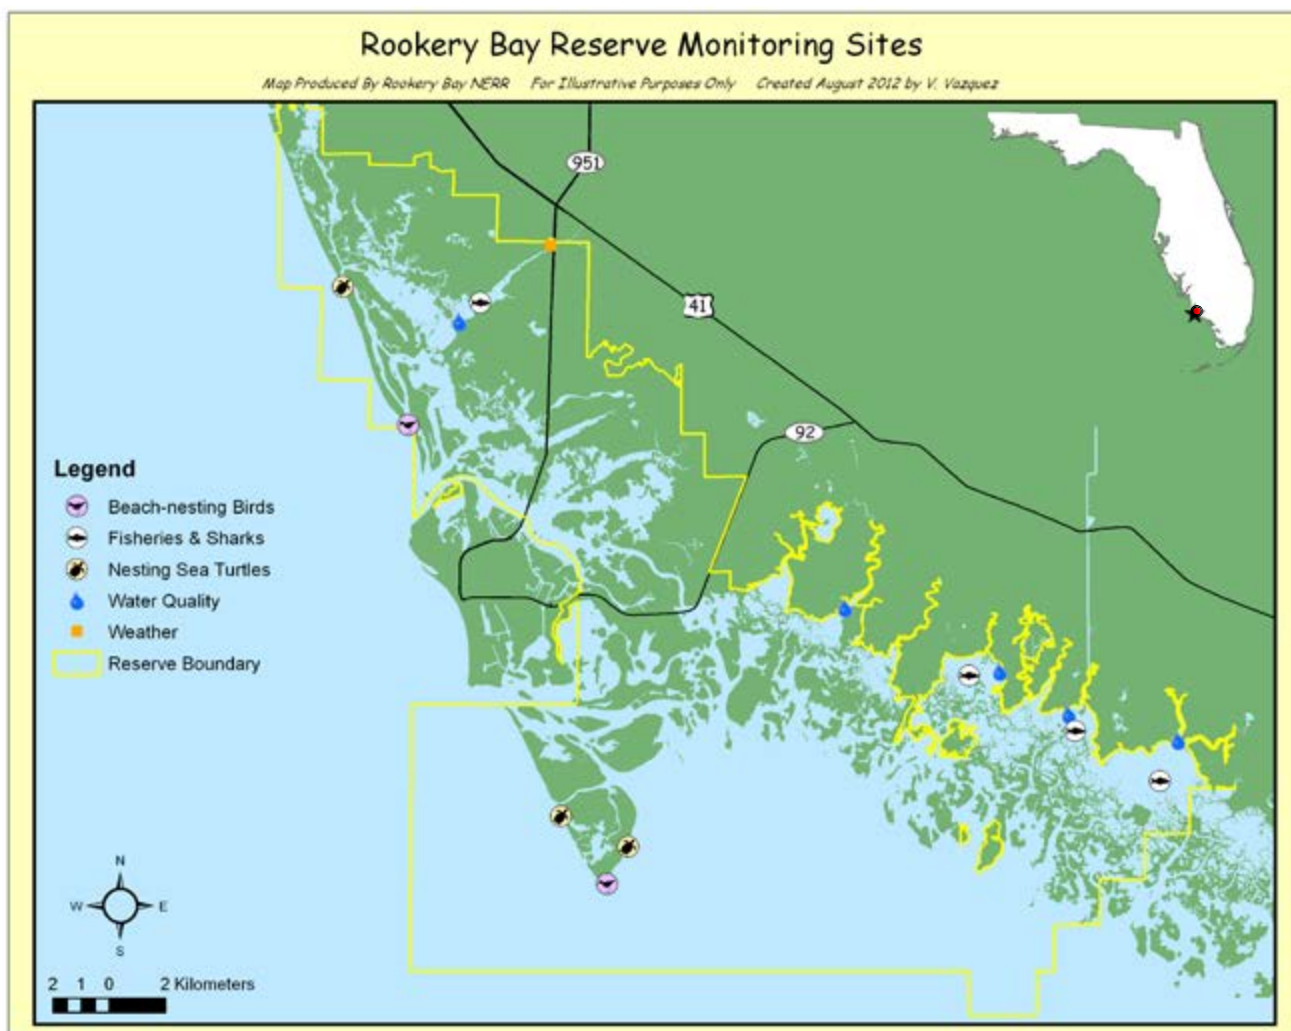 Rookery Bay Reserve Monitoring Sites
Map Produced By Rookery Bay NERR For Illustrative Purposes Only Created August 2012 by V. Vazquez
951
41
92
Legend
Beach-nesting Birds
Fisheries & Sharks
Nesting Sea Turtles
Water Quality
Weather
Reserve Boundary
N
W E
S
2 1 0 2 Kilometers